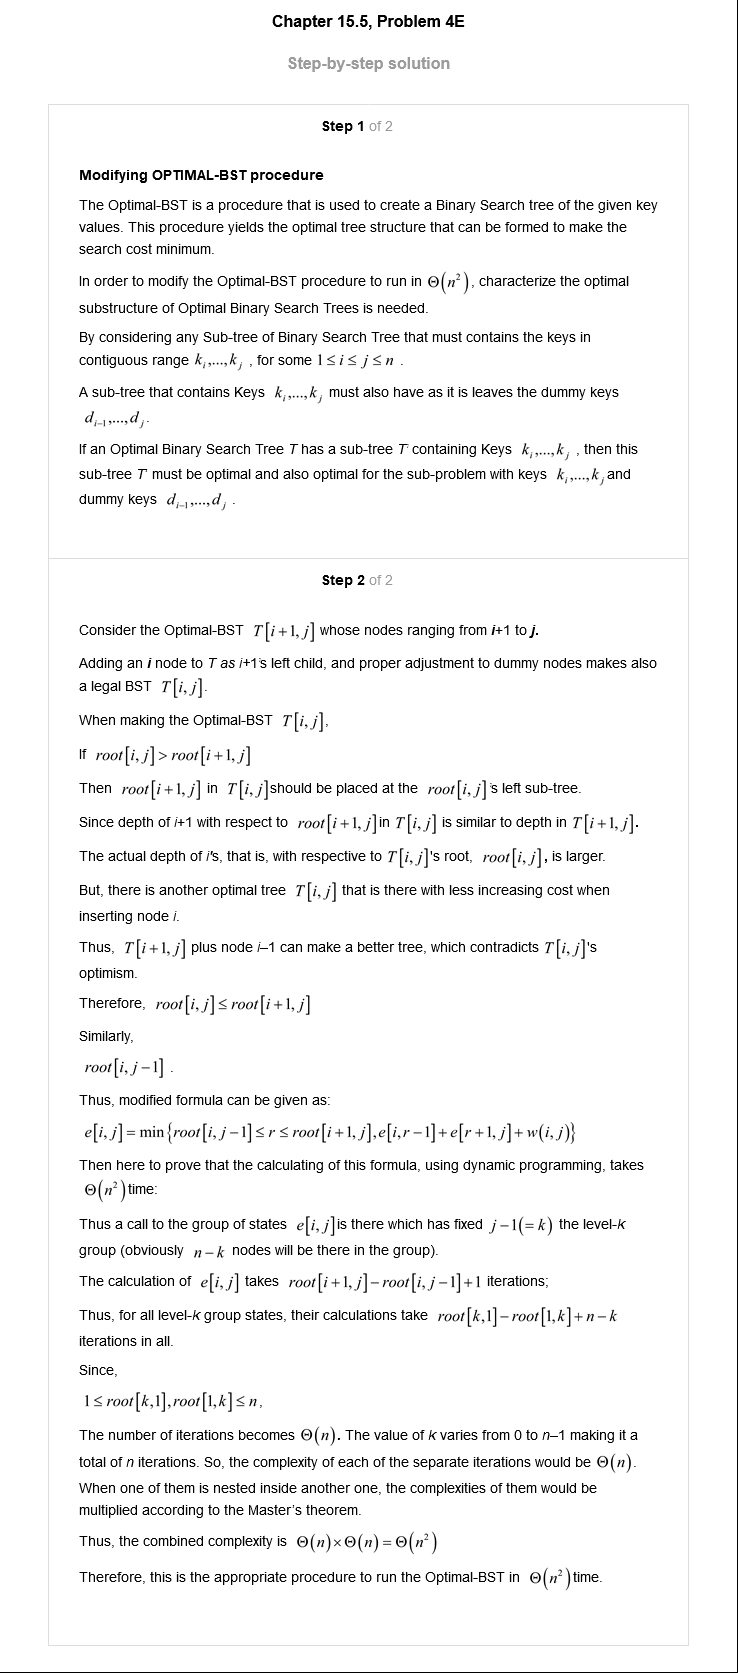 Chapter 15.5, Problem 4E
Step-by-step solution
Step 1 of 2
Modifying OPTIMAL-BST procedure
The Optimal-BST is a procedure that is used to create a Binary Search tree of the given key
values. This procedure yields the optimal tree structure that can be formed to make the
search cost minimum.
In order to modify the Optimal-BST procedure to run in Θ(n²), characterize the optimal
substructure of Optimal Binary Search Trees is needed.
By considering any Sub-tree of Binary Search Tree that must contains the keys in
contiguous range k_i,...,k_j , for some 1≤i≤j≤n .
A sub-tree that contains Keys k_i,...,k_j must also have as it is leaves the dummy keys
d_{i-1},...,d_j.
If an Optimal Binary Search Tree T has a sub-tree T' containing Keys k_i,...,k_j , then this
sub-tree T' must be optimal and also optimal for the sub-problem with keys k_i,...,k_j and
dummy keys d_{i-1},...,d_j .
Step 2 of 2
Consider the Optimal-BST T[i+1, j] whose nodes ranging from i+1 to j.
Adding an i node to T as i+1's left child, and proper adjustment to dummy nodes makes also
a legal BST T[i, j].
When making the Optimal-BST T[i, j],
If root[i, j] > root[i+1, j]
Then root[i+1, j] in T[i, j] should be placed at the root[i, j]'s left sub-tree.
Since depth of i+1 with respect to root[i+1, j] in T[i, j] is similar to depth in T[i+1, j].
The actual depth of i's, that is, with respective to T[i, j]'s root, root[i, j], is larger.
But, there is another optimal tree T[i, j] that is there with less increasing cost when
inserting node i.
Thus, T[i+1, j] plus node i–1 can make a better tree, which contradicts T[i, j]'s
optimism.
Therefore, root[i, j] ≤ root[i+1, j]
Similarly,
root[i, j−1] .
Thus, modified formula can be given as:
e[i, j] = min{root[i, j−1] ≤ r ≤ root[i+1, j], e[i, r−1] + e[r+1, j] + w(i, j)}
Then here to prove that the calculating of this formula, using dynamic programming, takes
Θ(n²) time:
Thus a call to the group of states e[i, j] is there which has fixed j−1(=k) the level-k
group (obviously n−k nodes will be there in the group).
The calculation of e[i, j] takes root[i+1, j]−root[i, j−1]+1 iterations;
Thus, for all level-k group states, their calculations take root[k,1]−root[1,k]+n−k
iterations in all.
Since,
1≤root[k,1],root[1,k]≤n,
The number of iterations becomes Θ(n). The value of k varies from 0 to n–1 making it a
total of n iterations. So, the complexity of each of the separate iterations would be Θ(n).
When one of them is nested inside another one, the complexities of them would be
multiplied according to the Master's theorem.
Thus, the combined complexity is Θ(n)×Θ(n)=Θ(n²)
Therefore, this is the appropriate procedure to run the Optimal-BST in Θ(n²) time.